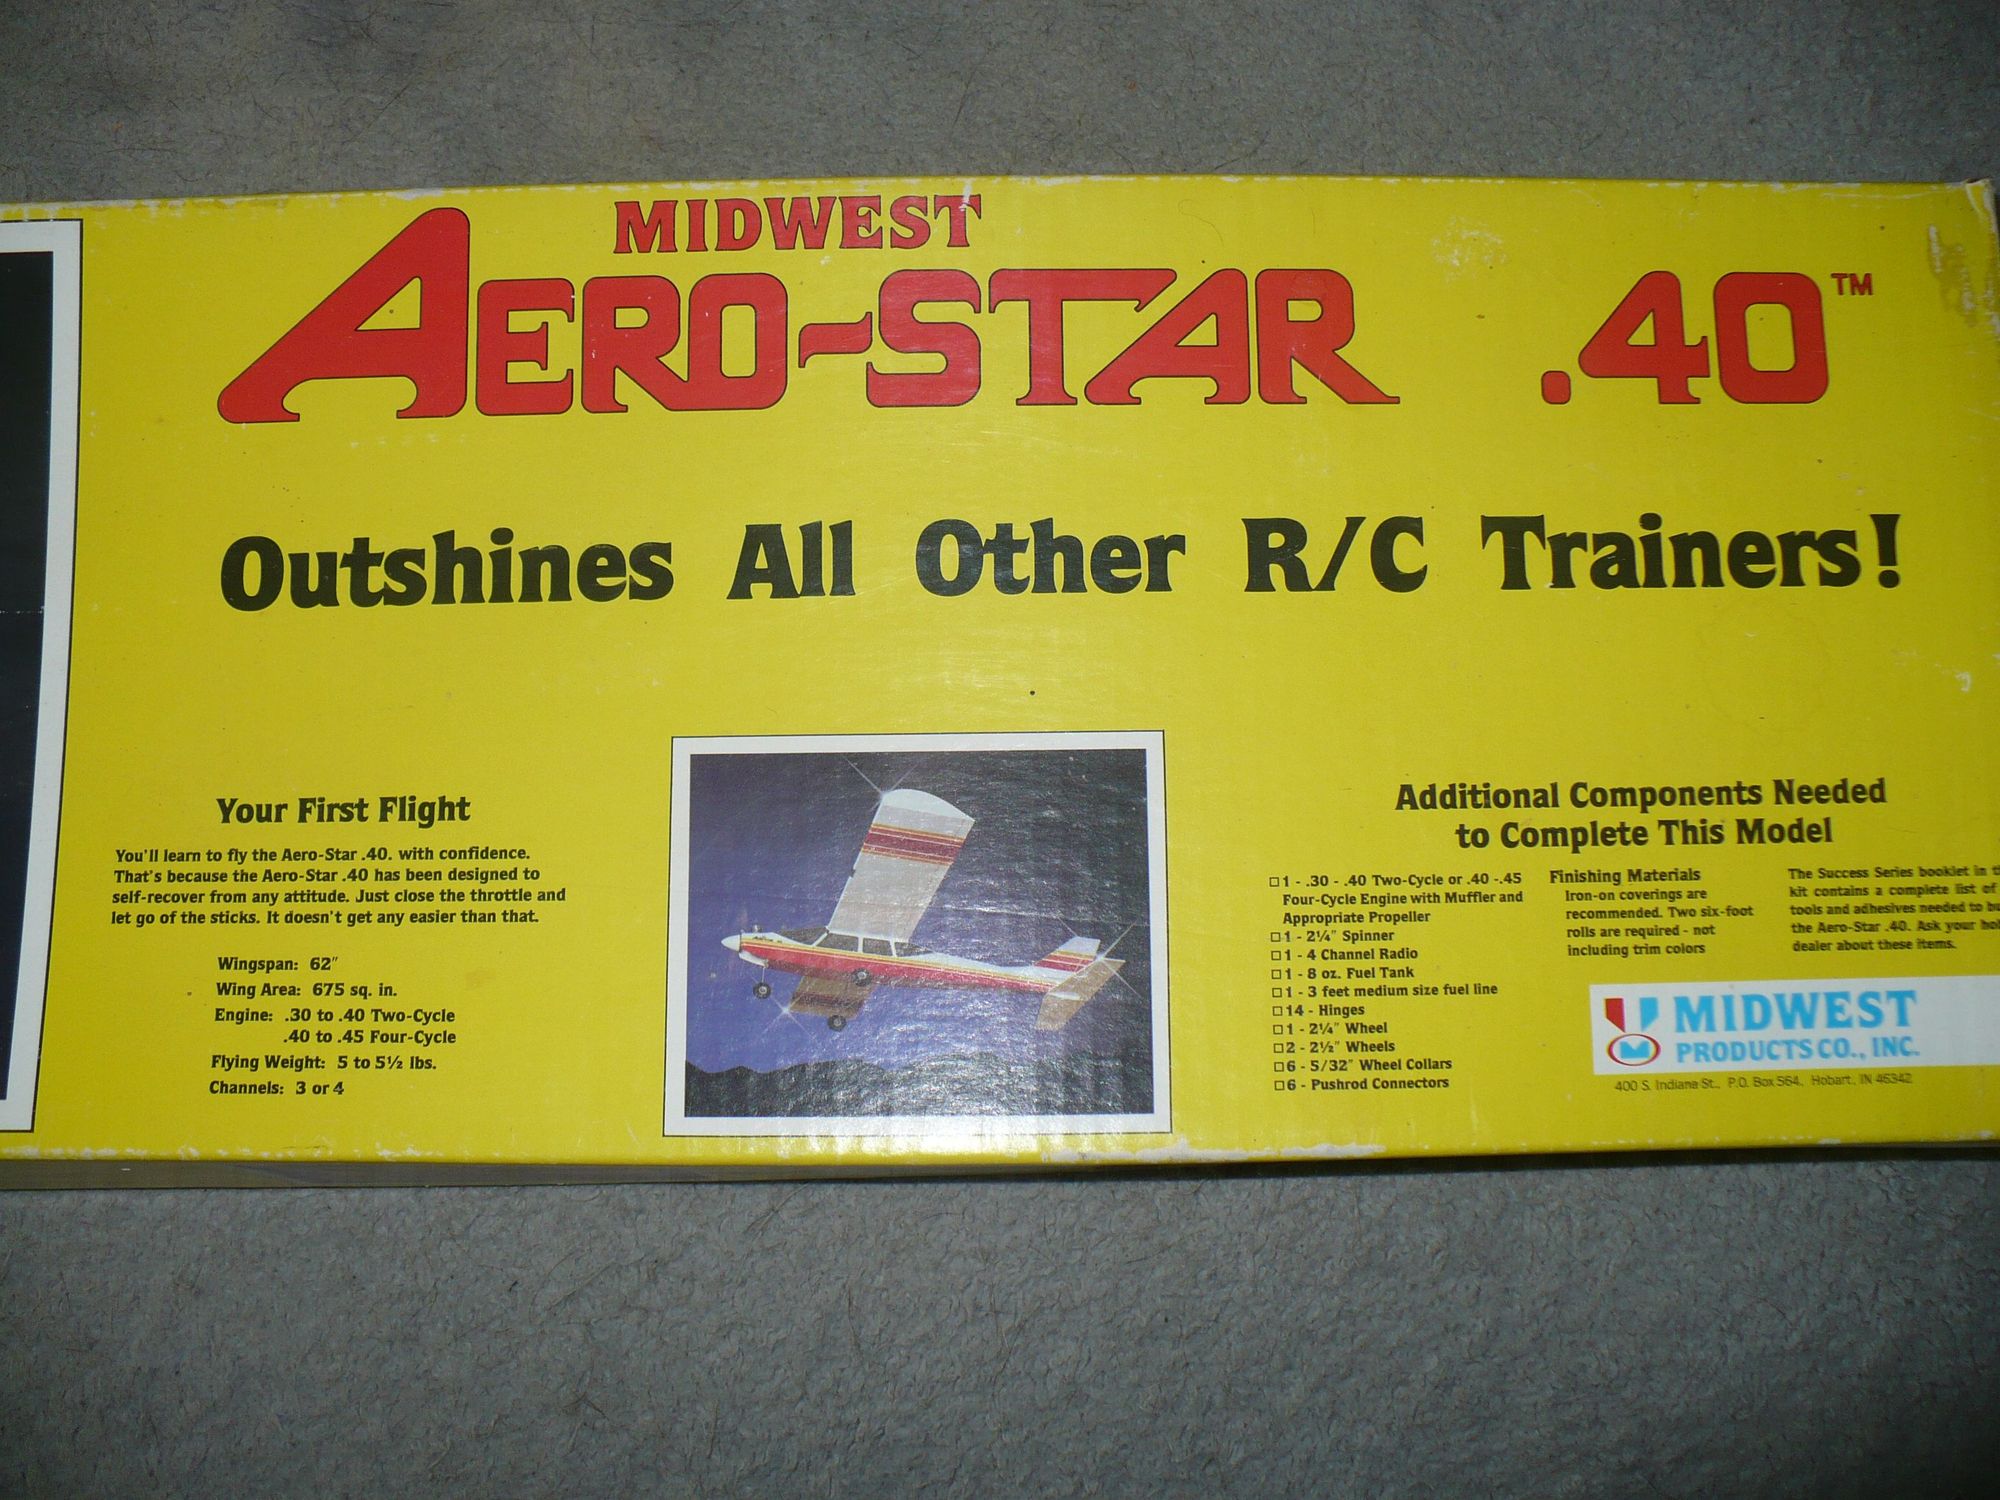 MIDWEST
AERO-STAR .40™
Outshines All Other R/C Trainers!
Your First Flight
You'll learn to fly the Aero-Star .40. with confidence.
That's because the Aero-Star .40 has been designed to
self-recover from any attitude. Just close the throttle and
let go of the sticks. It doesn't get any easier than that.
Wingspan: 62"
Wing Area: 675 sq. in.
Engine: .30 to .40 Two-Cycle
.40 to .45 Four-Cycle
Flying Weight: 5 to 5½ lbs.
Channels: 3 or 4
Additional Components Needed
to Complete This Model
□ 1 - .30 - .40 Two-Cycle or .40 -.45
Four-Cycle Engine with Muffler and
Appropriate Propeller
□ 1 - 2¼" Spinner
□ 1 - 4 Channel Radio
□ 1 - 8 oz. Fuel Tank
□ 1 - 3 feet medium size fuel line
□ 14 - Hinges
□ 1 - 2¼" Wheel
□ 2 - 2½" Wheels
□ 6 - 5/32" Wheel Collars
□ 6 - Pushrod Connectors
Finishing Materials
Iron-on coverings are
recommended. Two six-foot
rolls are required - not
including trim colors
The Success Series booklet in
kit contains a complete list of
tools and adhesives needed to
the Aero-Star .40. Ask your
dealer about these items.
MIDWEST
PRODUCTS CO., INC.
400 S. Indiana St., P.O. Box 564, Hobart, IN 46342